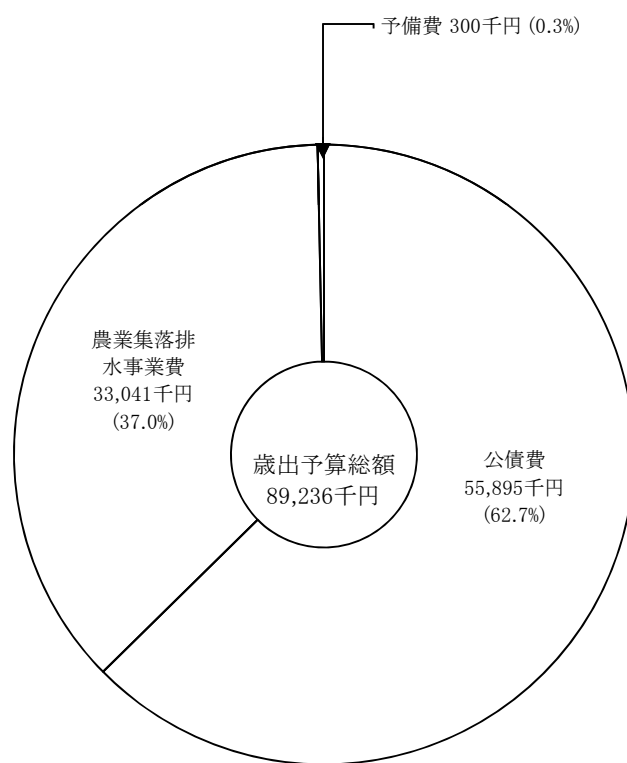 予備費 300千円 (0.3%)
農業集落排
水事業費
33,041千円
(37.0%)
歳出予算総額
89,236千円
公債費
55,895千円
(62.7%)